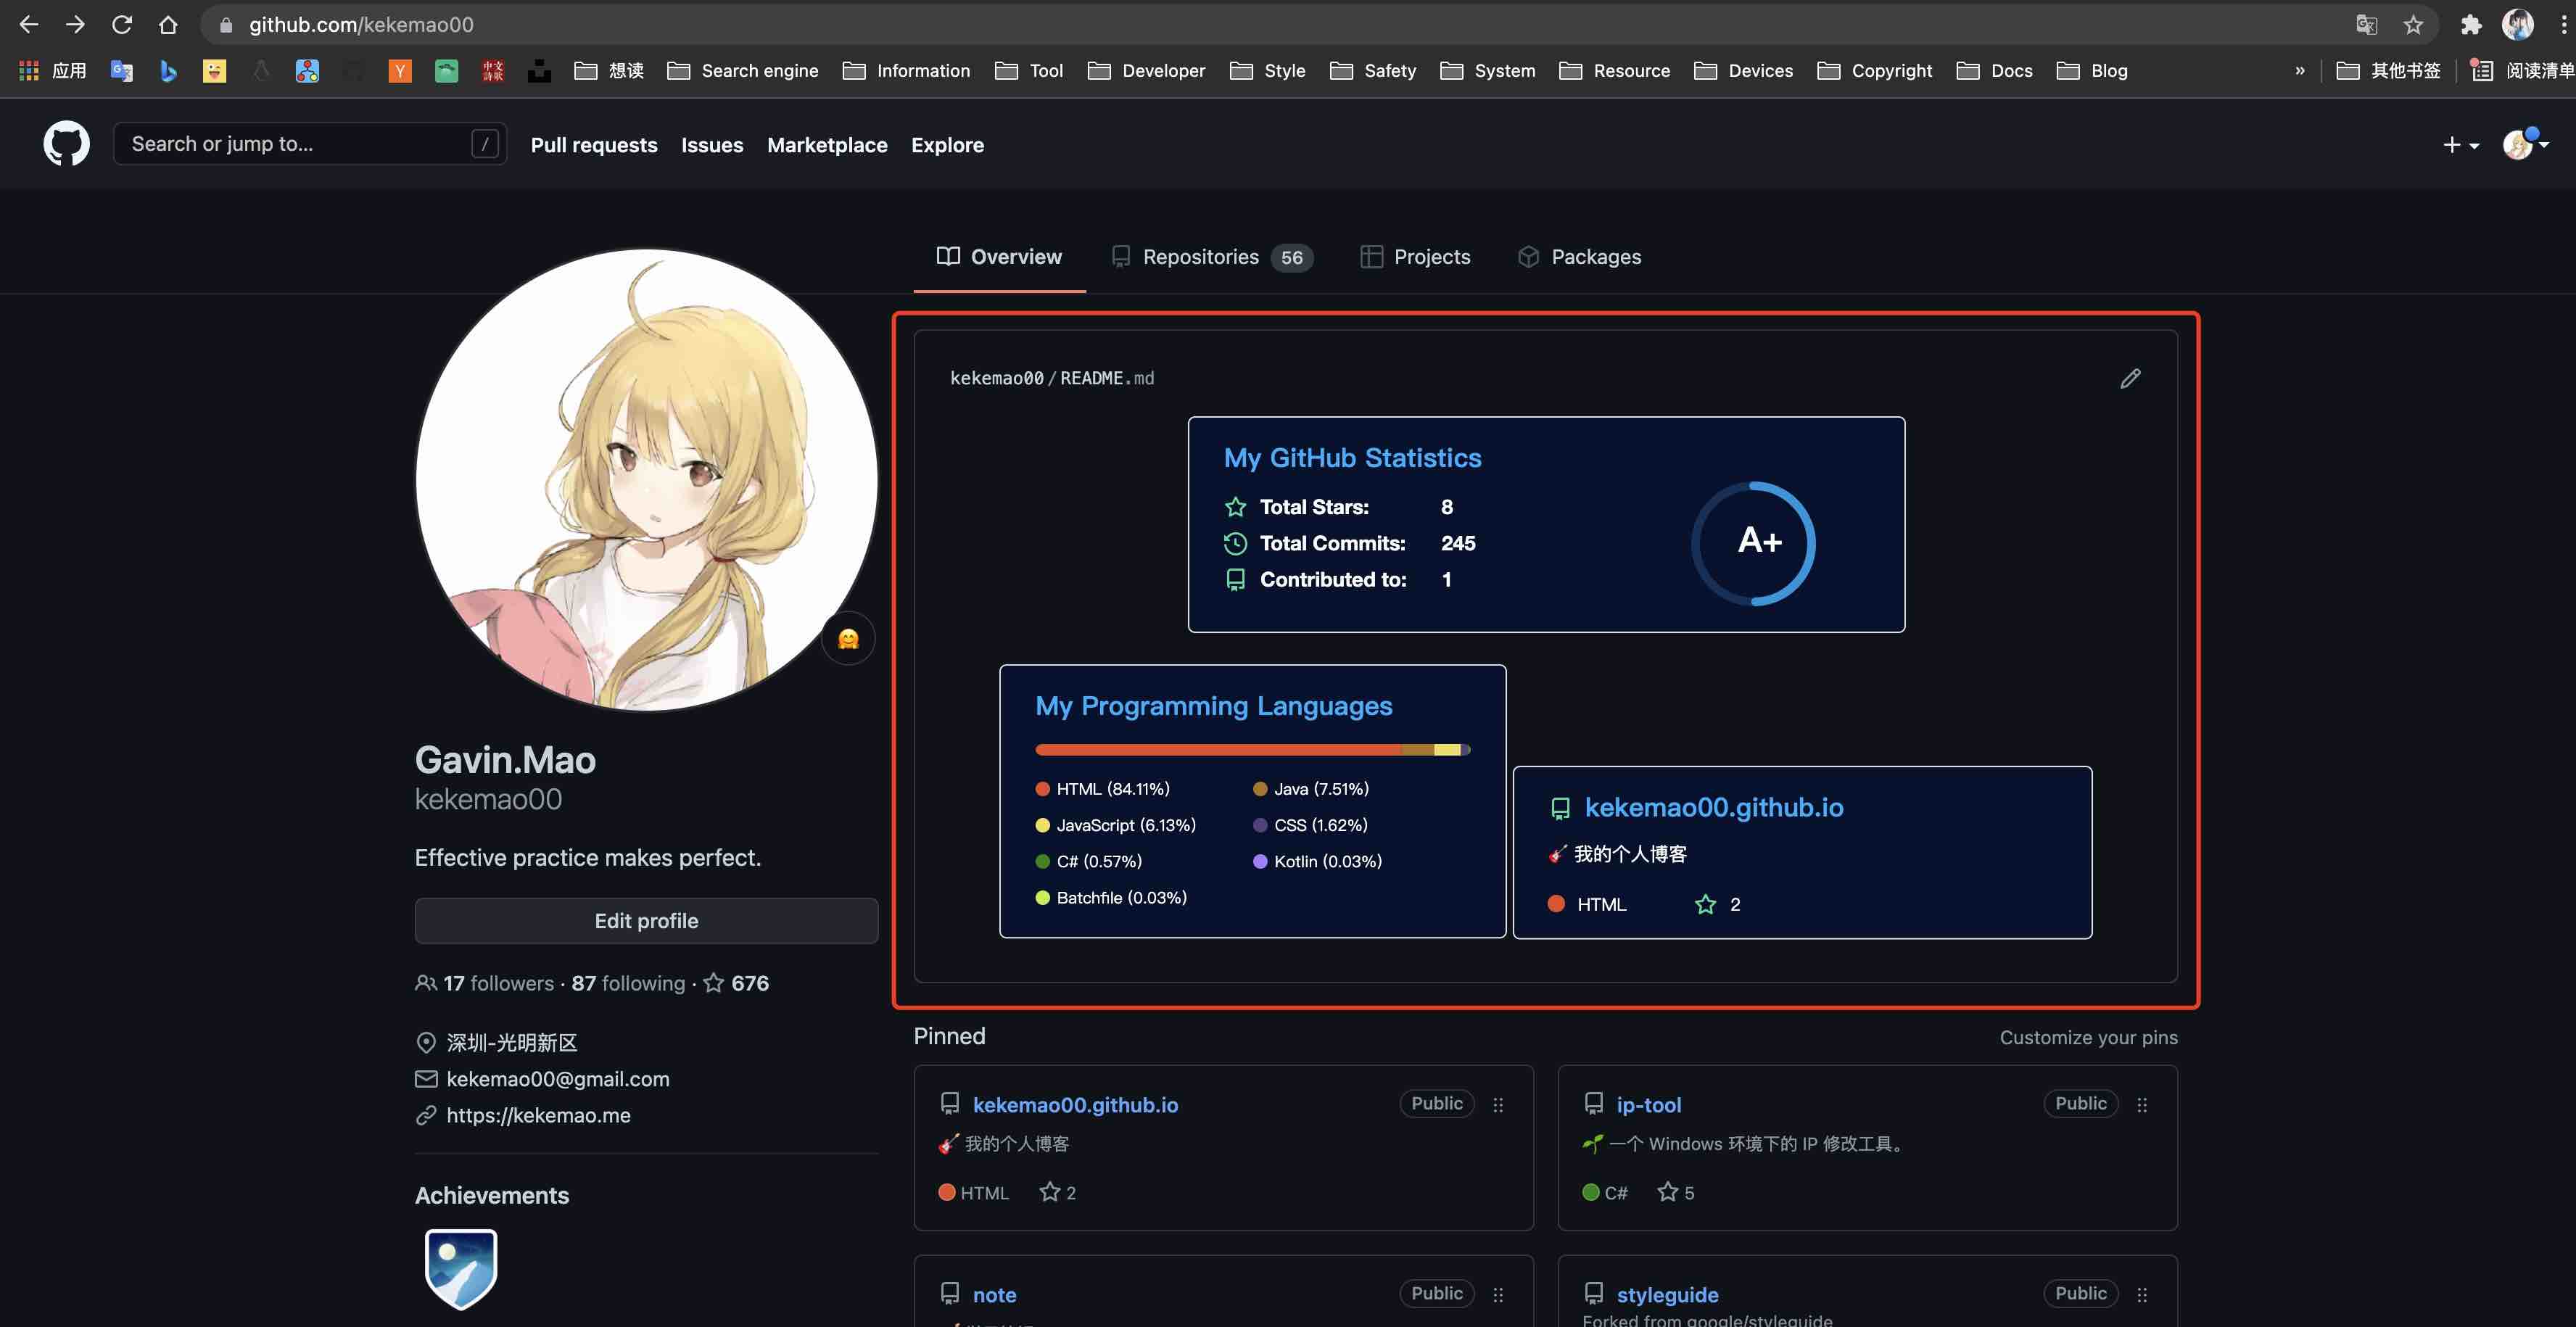 github.com/kekemao00
应用
Y
中文
詩歌
想读 Search engine Information Tool Developer Style Safety System Resource Devices Copyright Docs Blog » 其他书签 阅读清单
Search or jump to... / Pull requests Issues Marketplace Explore
Overview Repositories 56 Projects Packages
kekemao00/README.md
My GitHub Statistics
Total Stars: 8
Total Commits: 245
Contributed to: 1
A+
My Programming Languages
HTML (84.11%) Java (7.51%)
JavaScript (6.13%) CSS (1.62%)
C# (0.57%) Kotlin (0.03%)
Batchfile (0.03%)
kekemao00.github.io
我的个人博客
HTML 2
Gavin.Mao
kekemao00
Effective practice makes perfect.
Edit profile
17 followers · 87 following · 676
深圳-光明新区
kekemao00@gmail.com
https://kekemao.me
Achievements
Pinned Customize your pins
kekemao00.github.io Public
我的个人博客
HTML 2
ip-tool Public
一个 Windows 环境下的 IP 修改工具。
C# 5
note Public
styleguide Public
Forked from google/styleguide